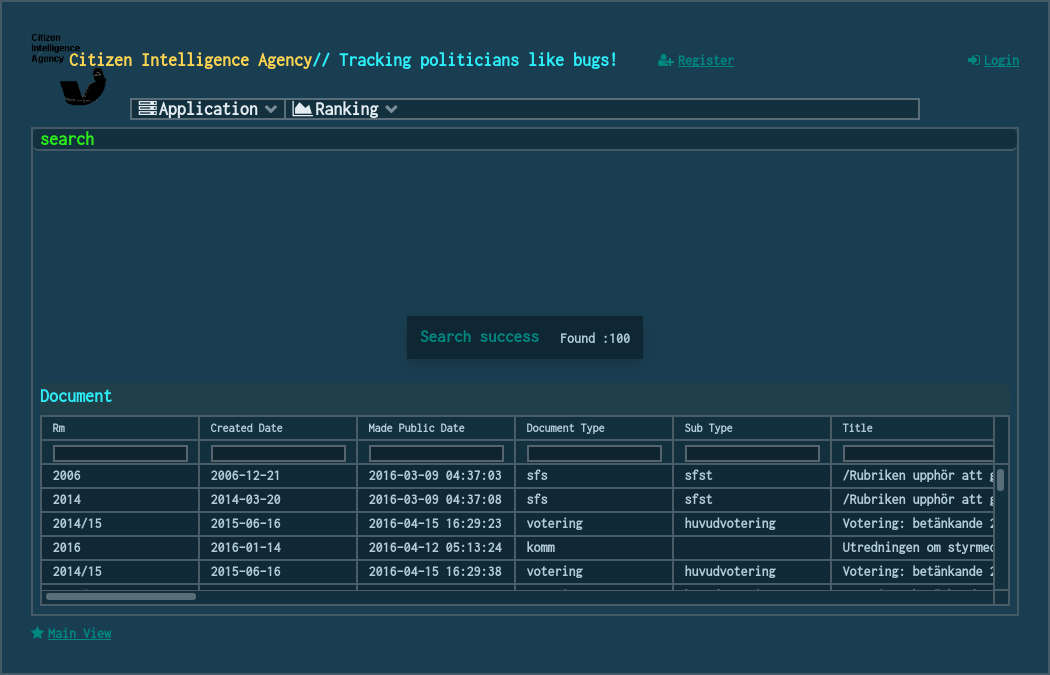 Citizen
Intelligence
Agency
Citizen Intelligence Agency// Tracking politicians like bugs!
Register
Login
Application
Ranking
search
Search success Found :100
Document
Rm Created Date Made Public Date Document Type Sub Type Title
2006 2006-12-21 2016-03-09 04:37:03 sfs sfst /Rubriken upphör att
2014 2014-03-20 2016-03-09 04:37:08 sfs sfst /Rubriken upphör att
2014/15 2015-06-16 2016-04-15 16:29:23 votering huvudvotering Votering: betänkande
2016 2016-01-14 2016-04-12 05:13:24 komm Utredningen om
2014/15 2015-06-16 2016-04-15 16:29:38 votering huvudvotering Votering: betänkande
Main View